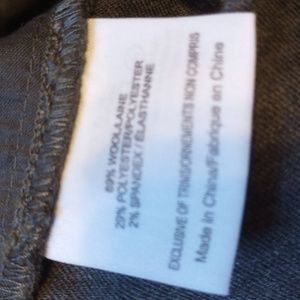 69% WOOL/LAINE
29% POLYESTER/POLYESTER
2% SPANDEX / ELASTHANNE
EXCLUSIVE OF TRIMS/ORNEMENTS NON COMPRIS
Made in China/Fabriqué en Chine